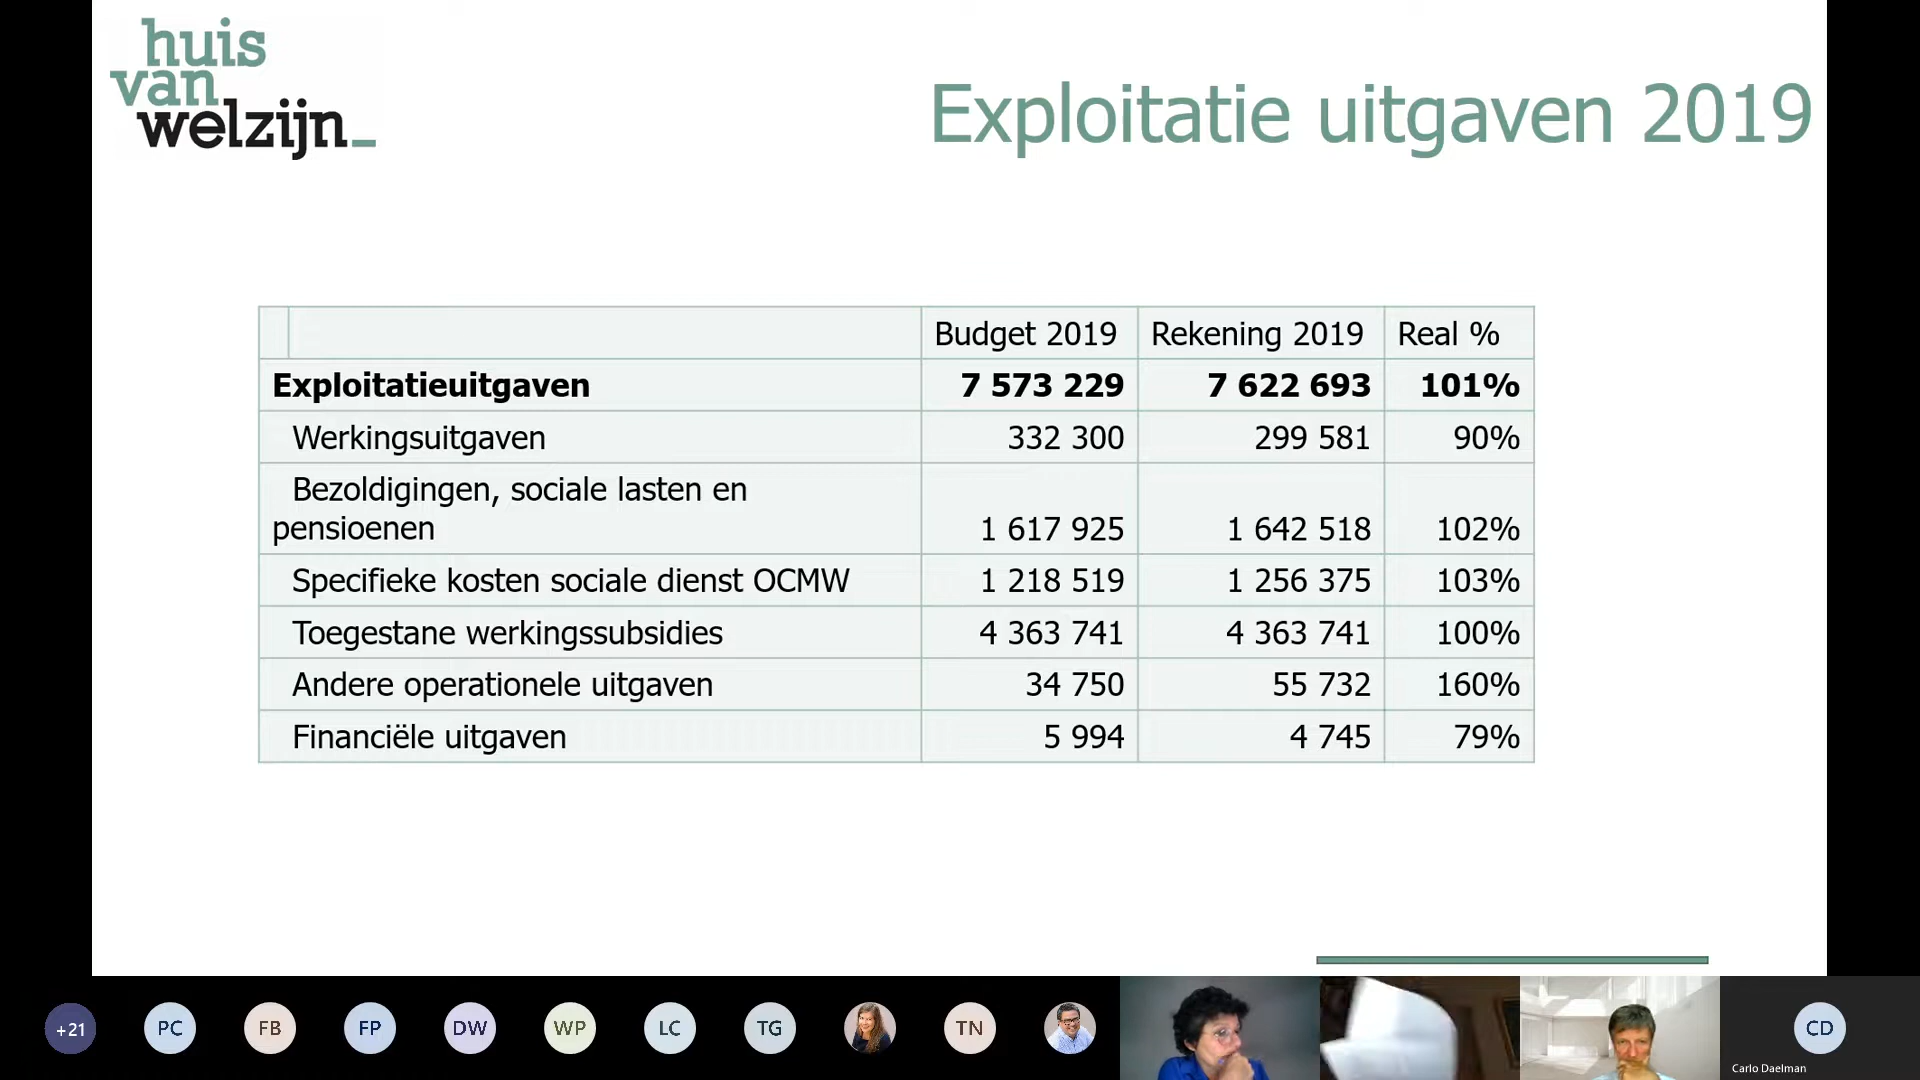 huis
van
welzijn_
Exploitatie uitgaven 2019
Budget 2019 Rekening 2019 Real %
Exploitatieuitgaven 7 573 229 7 622 693 101%
Werkingsuitgaven 332 300 299 581 90%
Bezoldigingen, sociale lasten en
pensioenen 1 617 925 1 642 518 102%
Specifieke kosten sociale dienst OCMW 1 218 519 1 256 375 103%
Toegestane werkingssubsidies 4 363 741 4 363 741 100%
Andere operationele uitgaven 34 750 55 732 160%
Financiële uitgaven 5 994 4 745 79%
+21 PC FB FP DW WP LC TG TN CD
Carlo Daelman